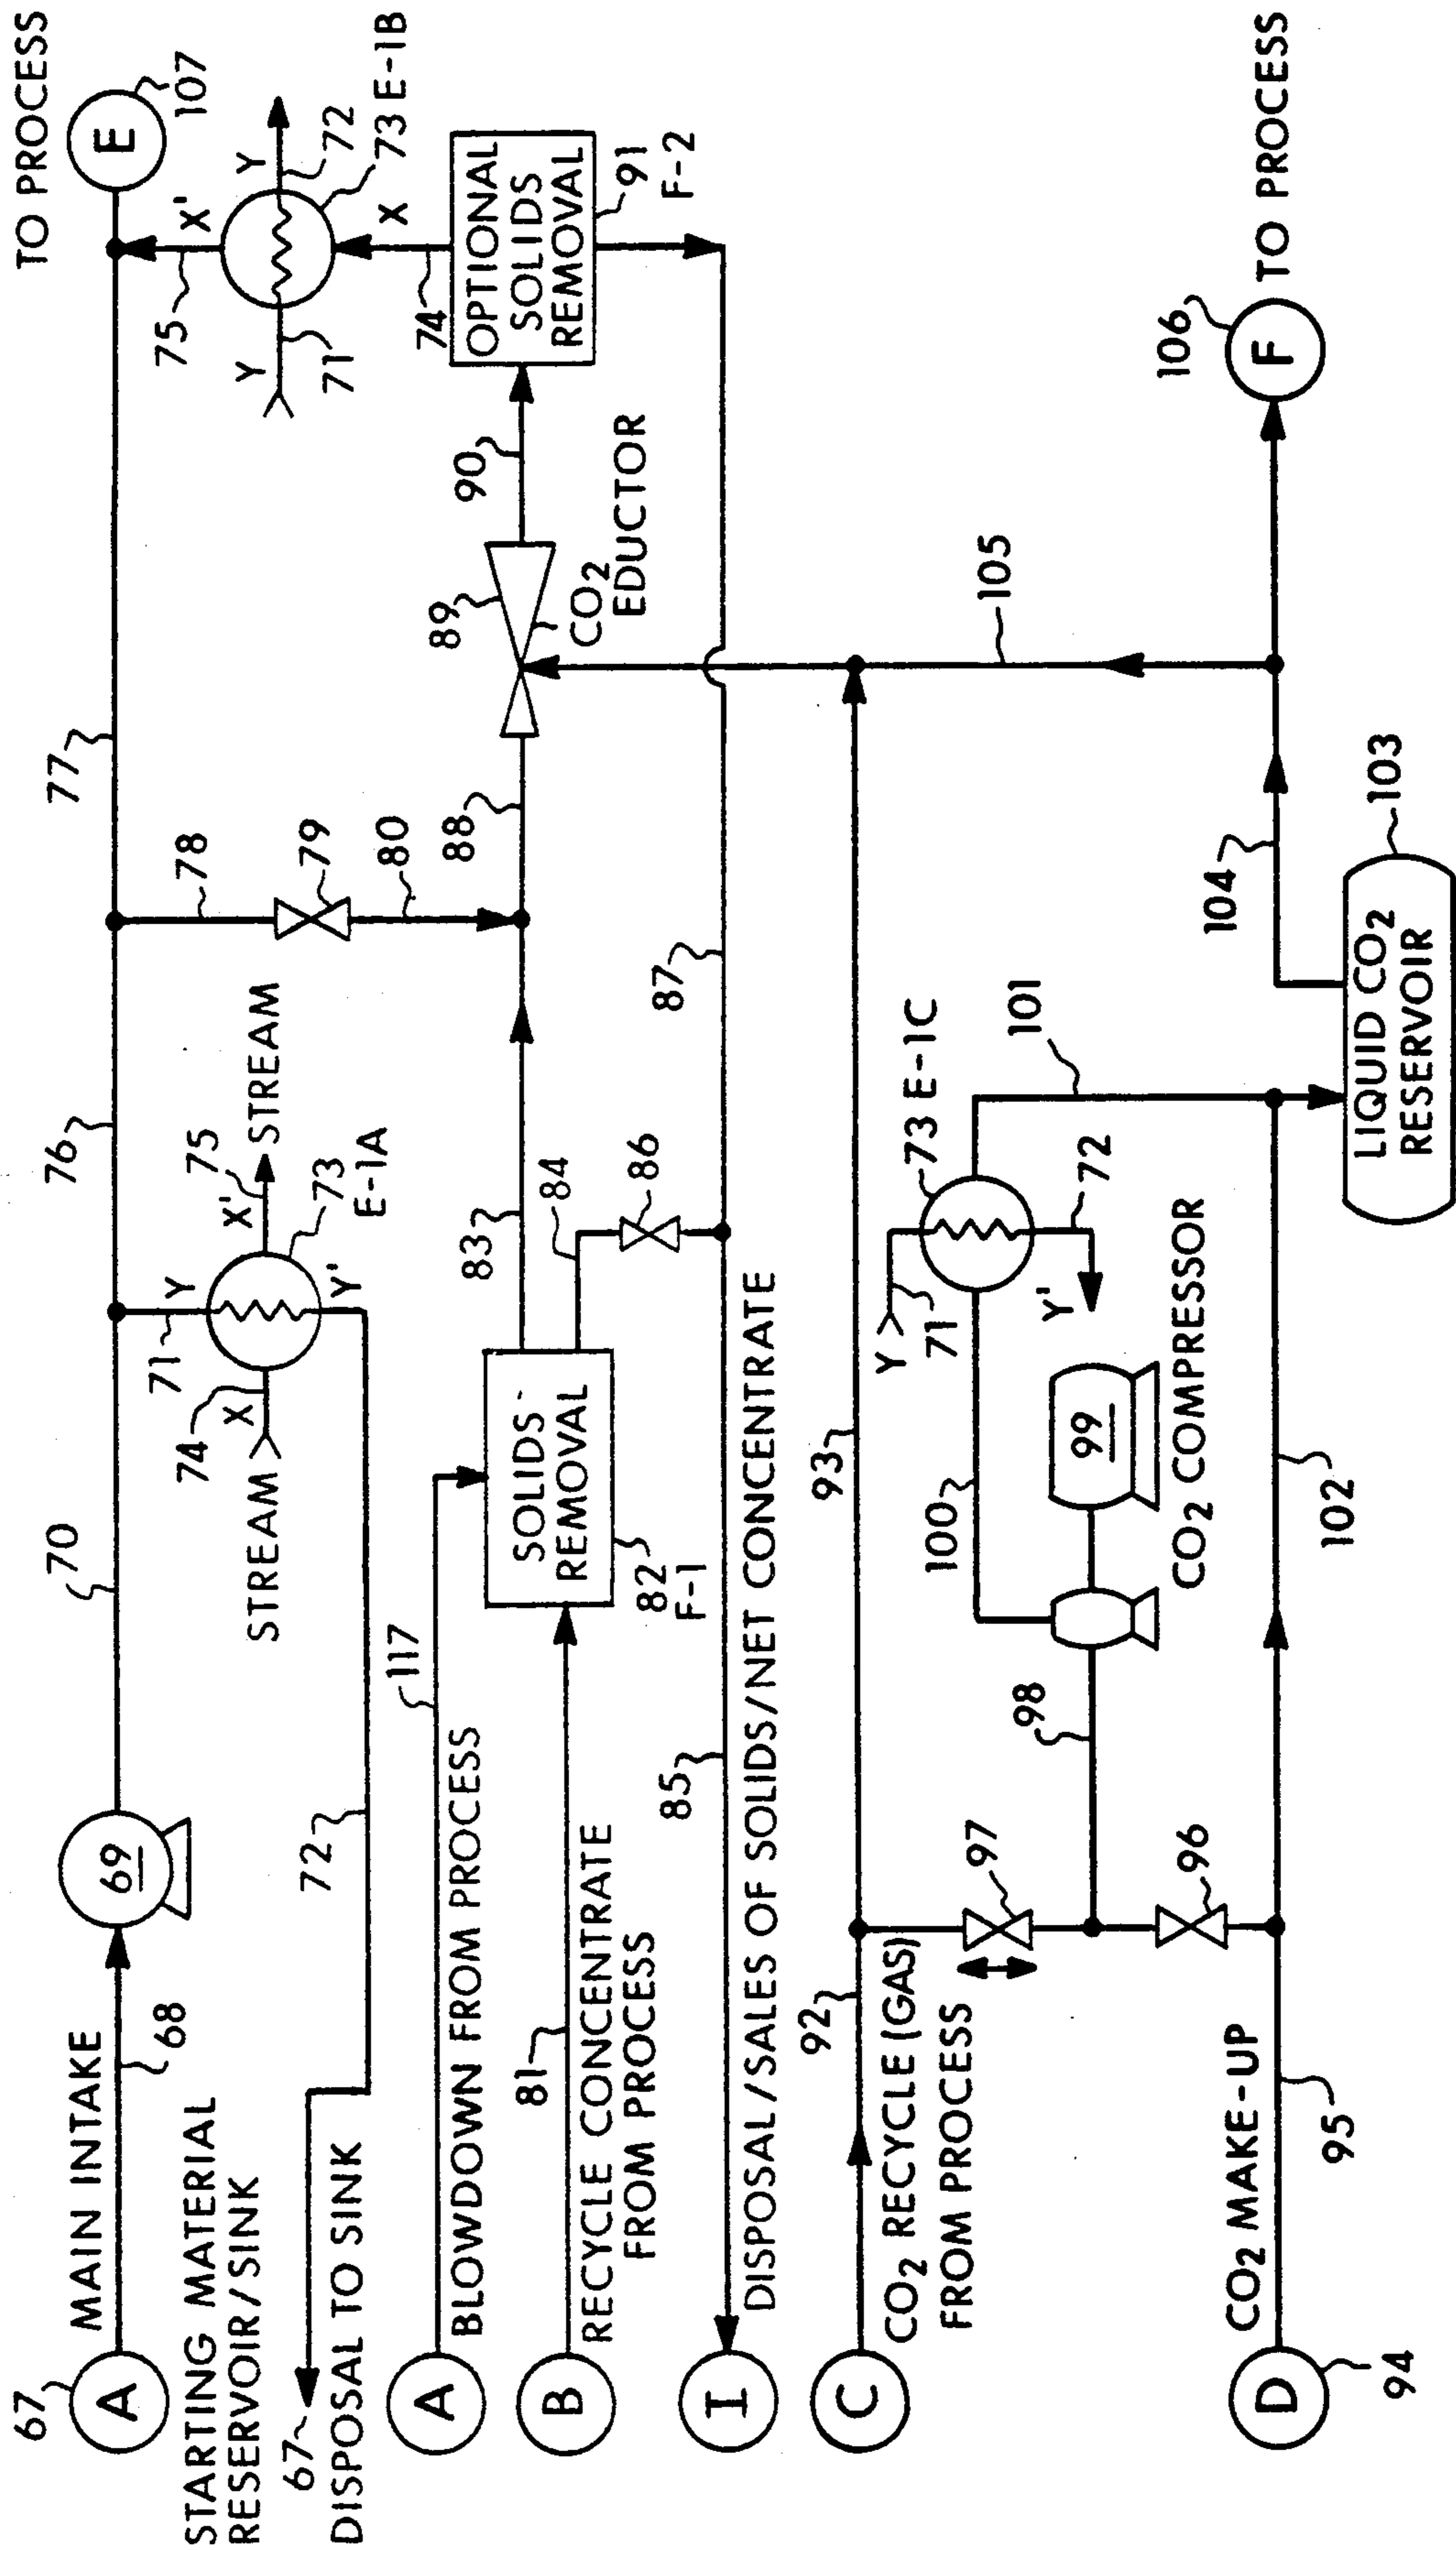 67
A
MAIN INTAKE
68
STARTING MATERIAL
RESERVOIR/SINK
69
70
76
77
TO PROCESS
E
107
67
DISPOSAL TO SINK
72
STREAM
74
X
71
Y
Y'
X'
75
STREAM
73
E-1A
78
79
80
75
X'
Y
71
Y
72
73 E-1B
X
74
A
BLOWDOWN FROM PROCESS
117
B
81
RECYCLE CONCENTRATE
FROM PROCESS
SOLIDS
REMOVAL
82
F-1
83
84
86
88
89
CO2
EDUCTOR
90
OPTIONAL
SOLIDS
REMOVAL
91
F-2
I
85
87
DISPOSAL/SALES OF SOLIDS/NET CONCENTRATE
C
92
CO2 RECYCLE (GAS)
FROM PROCESS
93
97
96
98
100
99
CO2 COMPRESSOR
Y
71
73 E-1C
Y'
72
101
105
D
94
CO2 MAKE-UP
95
102
104
LIQUID CO2
RESERVOIR
103
106
F
TO PROCESS